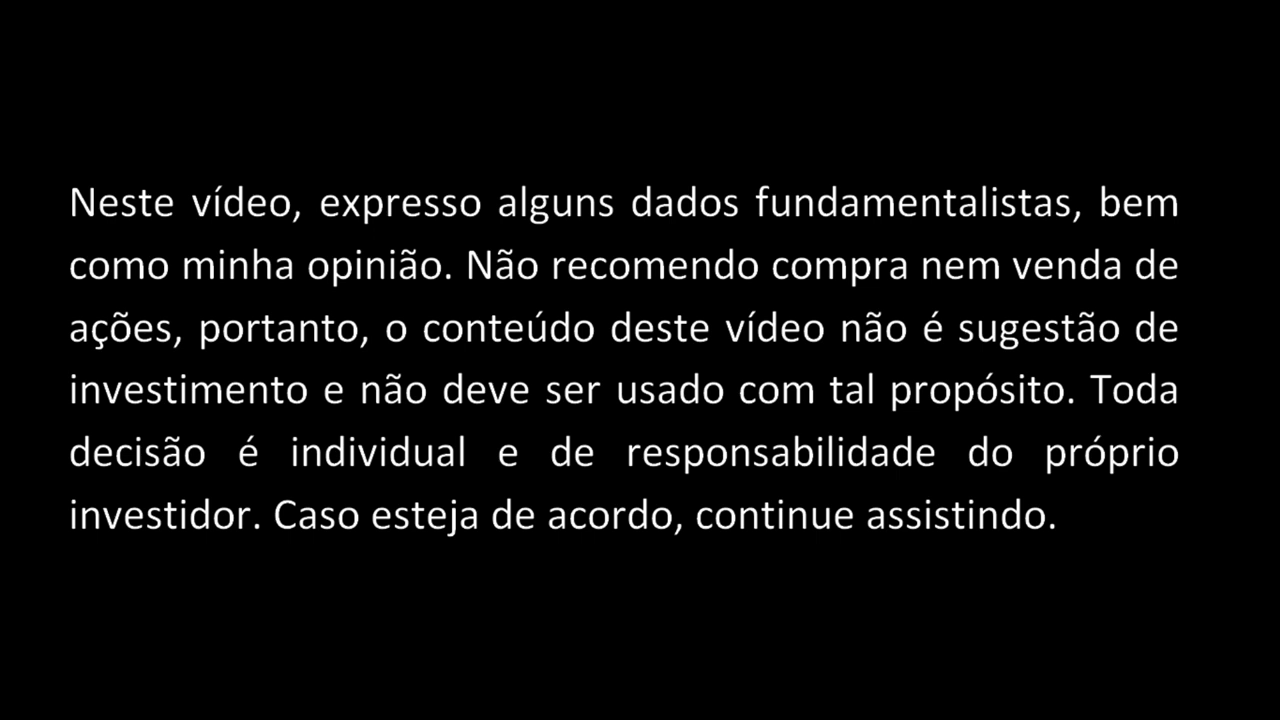 Neste vídeo, expresso alguns dados fundamentalistas, bem
como minha opinião. Não recomendo compra nem venda de
ações, portanto, o conteúdo deste vídeo não é sugestão de
investimento e não deve ser usado com tal propósito. Toda
decisão é individual e de responsabilidade do próprio
investidor. Caso esteja de acordo, continue assistindo.